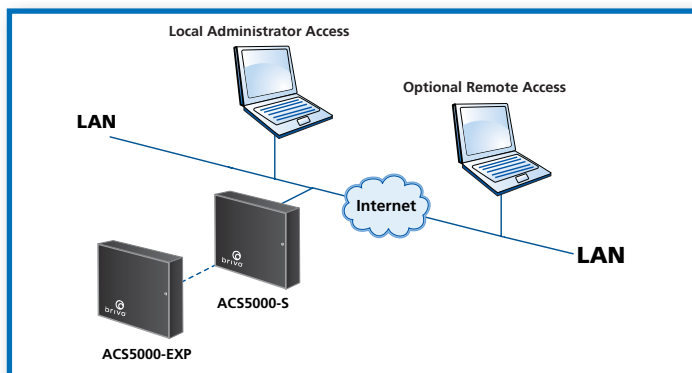 Local Administrator Access
Optional Remote Access
LAN
Internet
LAN
brivo
ACS5000-S
brivo
ACS5000-EXP